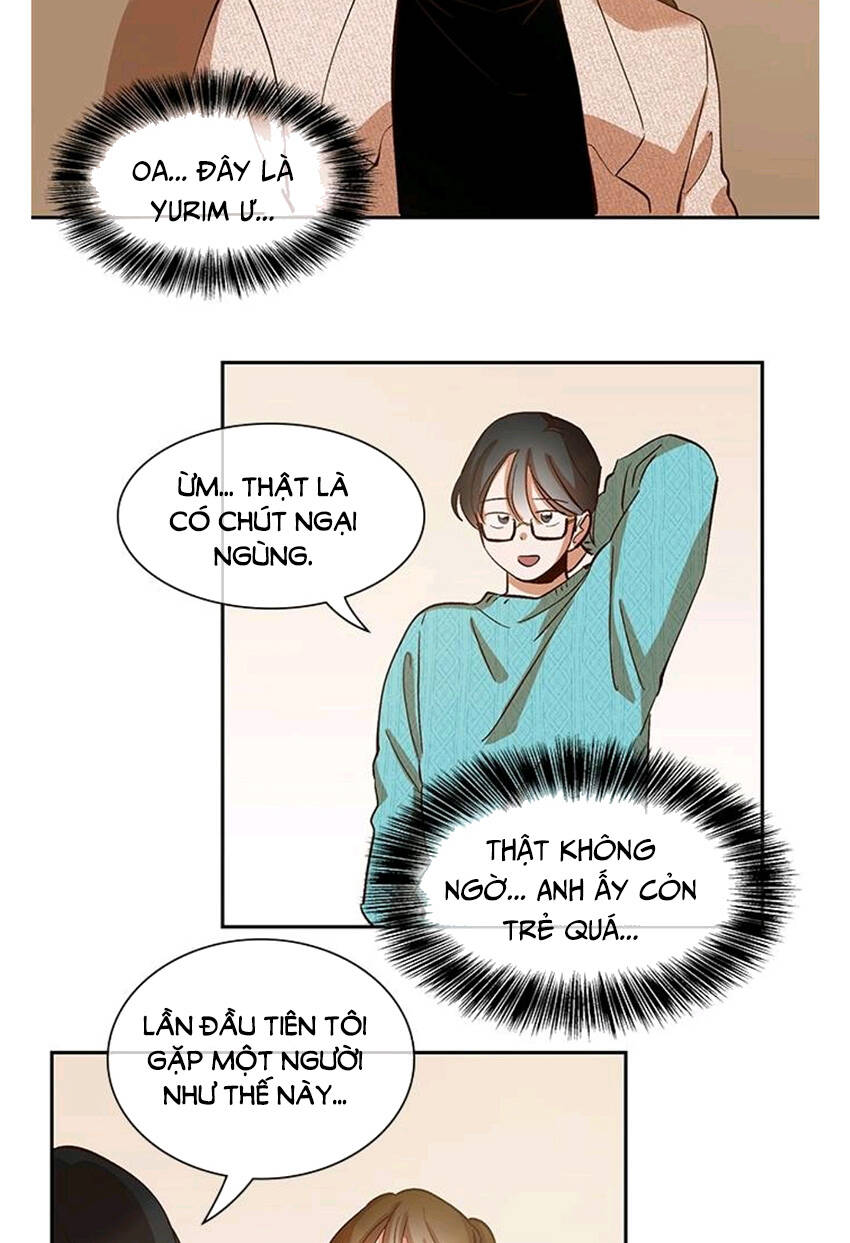 OA... ĐÂY LÀ
YURIM Ư...
ỪM... THẬT LÀ
CÓ CHÚT NGẠI
NGÙNG.
THẬT KHÔNG
NGỜ... ANH ẤY CỎN
TRẺ QUÁ...
LẦN ĐẦU TIÊN TÔI
GẶP MỘT NGƯỜI
NHƯ THẾ NÀY...